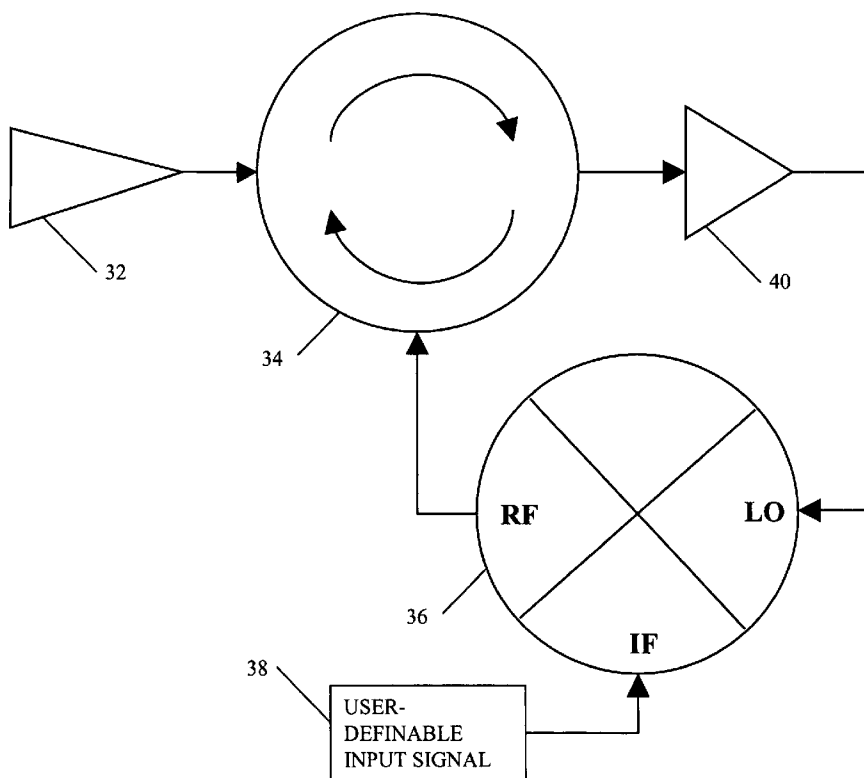 32
40
34
RF
LO
36
IF
38
USER-
DEFINABLE
INPUT SIGNAL